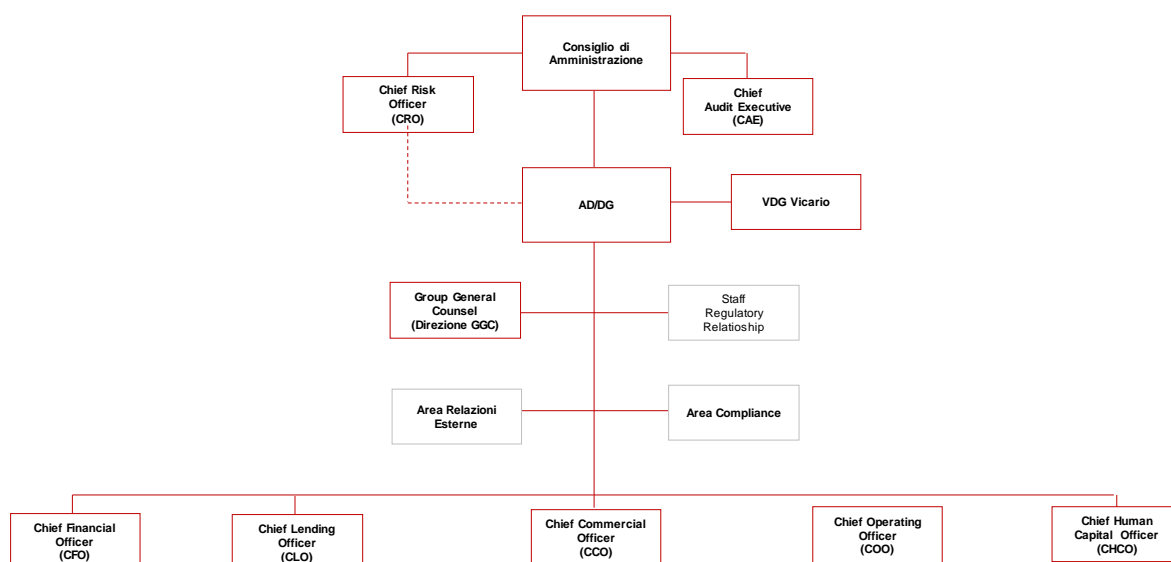 Consiglio di
Amministrazione
Chief Risk
Officer
(CRO)
Chief
Audit Executive
(CAE)
AD/DG
VDG Vicario
Group General
Counsel
(Direzione GGC)
Staff
Regulatory
Relatioship
Area Relazioni
Esterne
Area Compliance
Chief Financial
Officer
(CFO)
Chief Lending
Officer
(CLO)
Chief Commercial
Officer
(CCO)
Chief Operating
Officer
(COO)
Chief Human
Capital Officer
(CHCO)